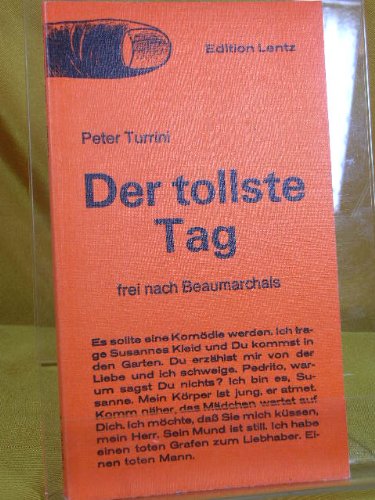 Edition Lentz
Peter Turrini
Der tollste
Tag
frei nach Beaumarchais
Es sollte eine Komödie werden. Ich tra-
ge Susannes Kleid und Du kommst in
den Garten. Du erzählst mir von der
Liebe und ich schweige. Pedrito, war-
um sagst Du nichts? Ich bin es, Su-
sanne. Mein Körper ist jung, er atmet.
Komm näher, das Mädchen wartet auf
Dich. Ich möchte, daß Sie mich küssen,
mein Herr. Sein Mund ist still. Ich habe
einen toten Grafen zum Liebhaber. Ei-
nen toten Mann.